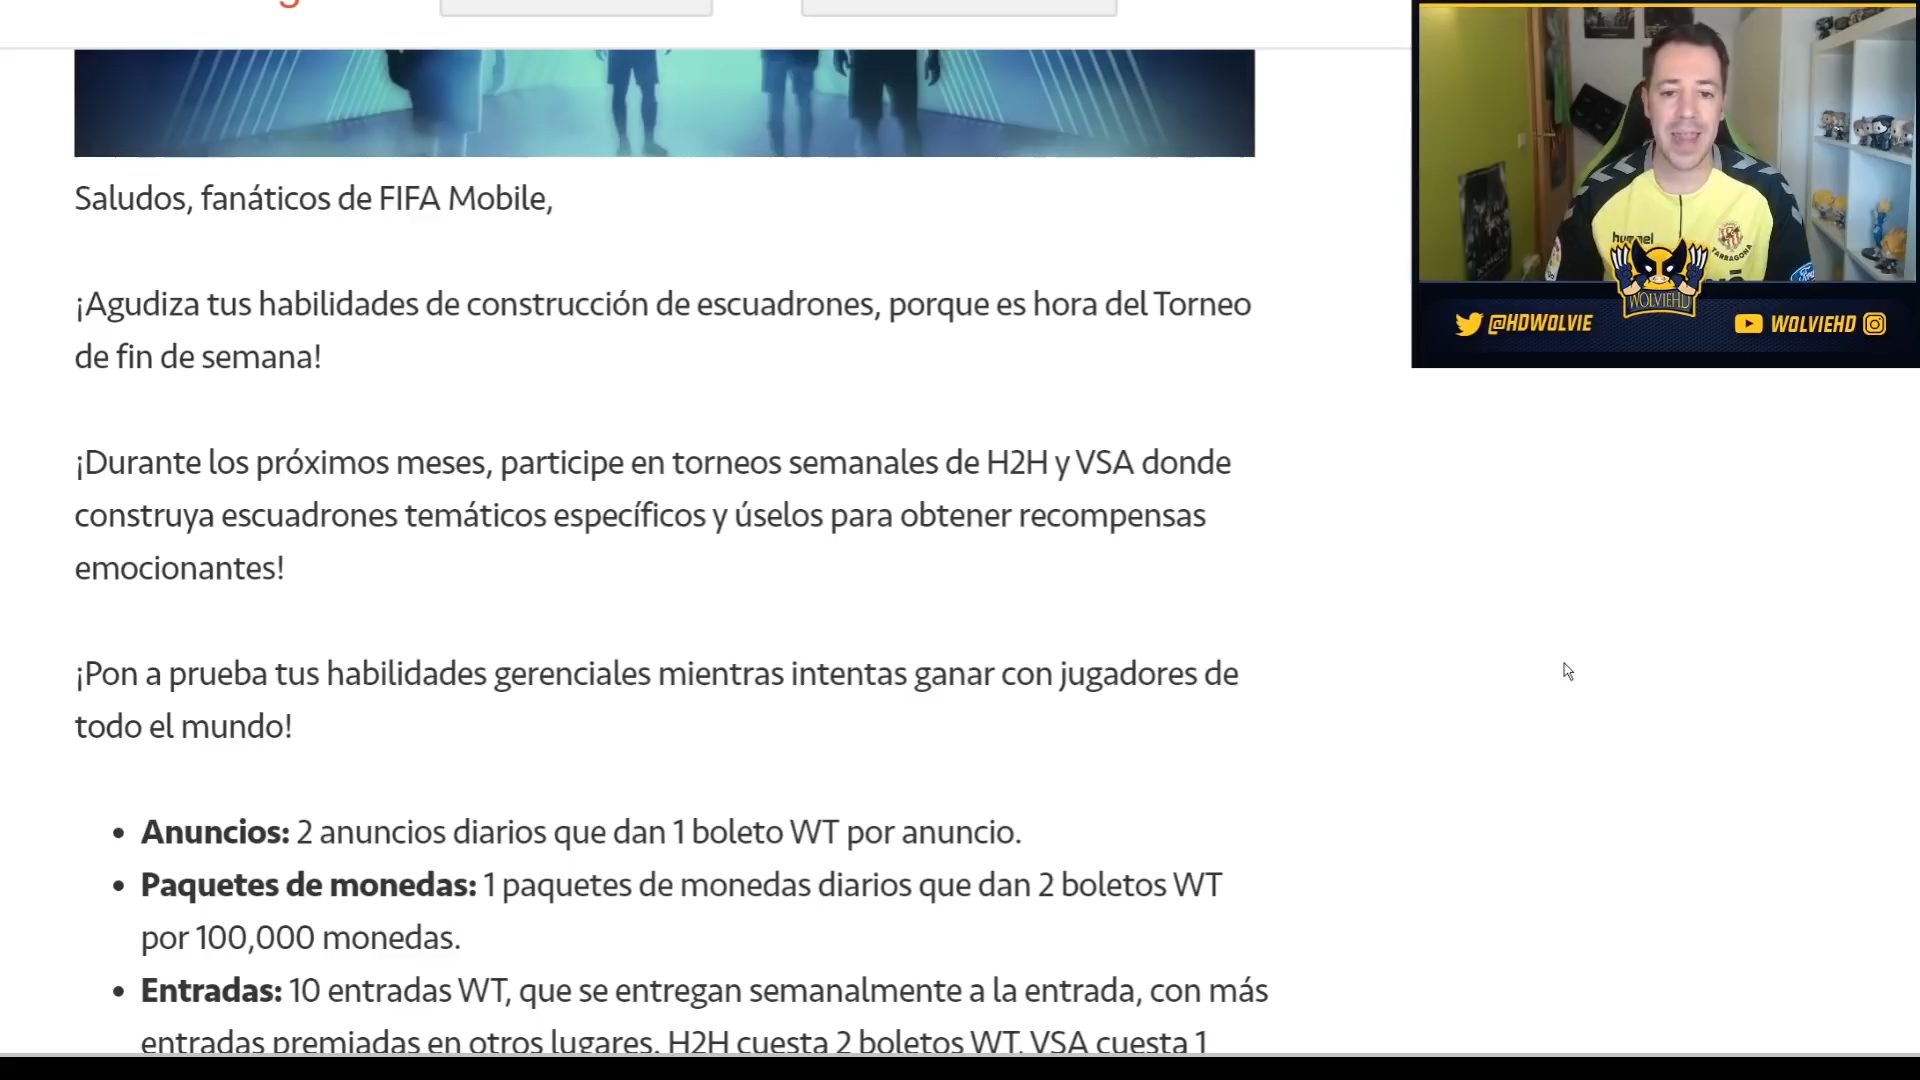 Saludos, fanáticos de FIFA Mobile,
¡Agudiza tus habilidades de construcción de escuadrones, porque es hora del Torneo
de fin de semana!
¡Durante los próximos meses, participe en torneos semanales de H2H y VSA donde
construya escuadrones temáticos específicos y úselos para obtener recompensas
emocionantes!
¡Pon a prueba tus habilidades gerenciales mientras intentas ganar con jugadores de
todo el mundo!
• Anuncios: 2 anuncios diarios que dan 1 boleto WT por anuncio.
• Paquetes de monedas: 1 paquetes de monedas diarios que dan 2 boletos WT
por 100,000 monedas.
• Entradas: 10 entradas WT, que se entregan semanalmente a la entrada, con más
entradas premiadas en otros lugares. H2H cuesta 2 boletos WT. VSA cuesta 1
hummel
TARRAGONA
Ford
WOLVIEHD
@HDWOLVIE
WOLVIEHD